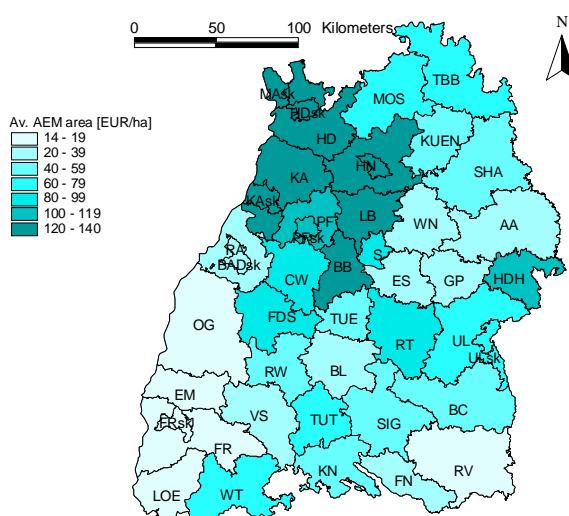 0 50 100 Kilometers
N
Av. AEM area [EUR/ha]
14 - 19
20 - 39
40 - 59
60 - 79
80 - 99
100 - 119
120 - 140
MAsk
TBB
MOS
HDsk
HD
KUEN
HN
SHA
KA
KAsk
LB
PF
WN
AA
PFsk
RA
S
BADsk
BB
ES
GP
HDH
CW
OG
FDS
TUE
RT
UL
ULsk
RW
BL
EM
VS
BC
FRsk
TUT
SIG
FR
KN
RV
LOE
WT
FN